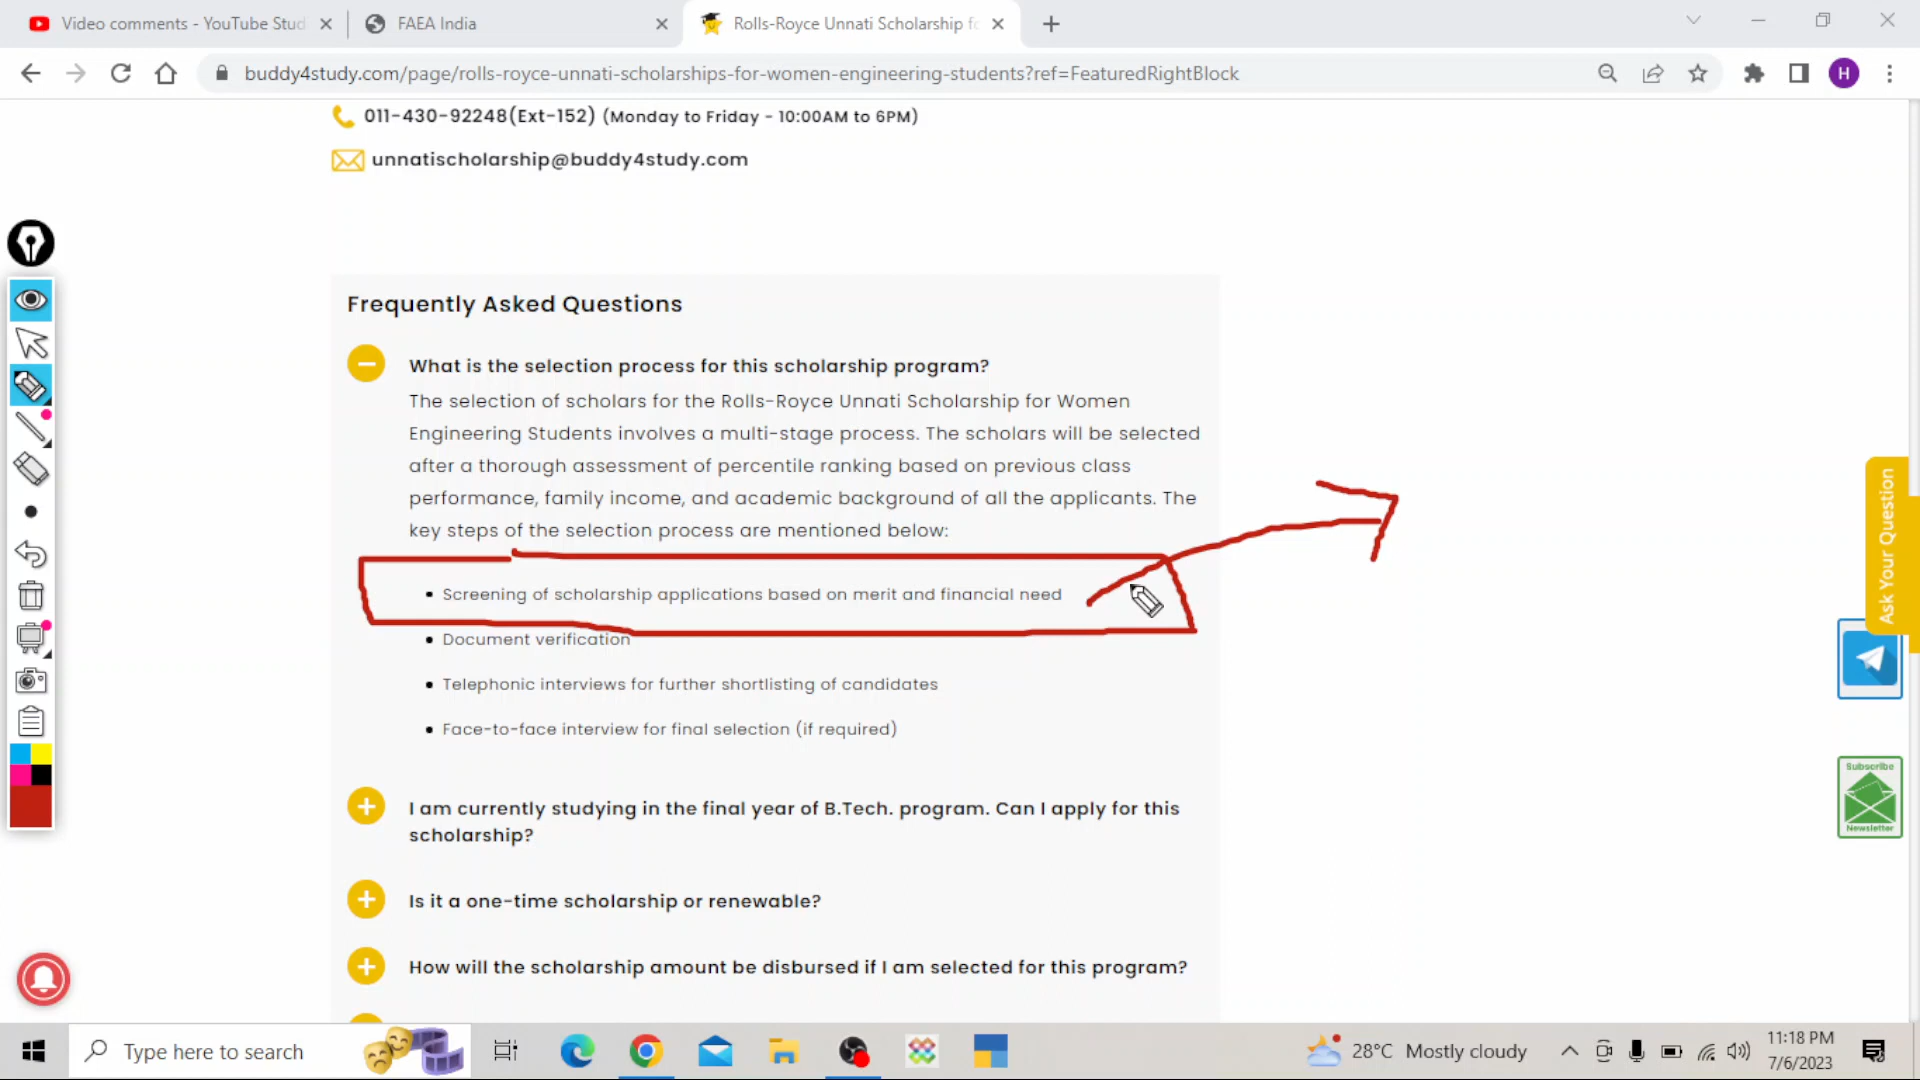 Video comments - YouTube Stud
FAEA India
Rolls-Royce Unnati Scholarship fo
buddy4study.com/page/rolls-royce-unnati-scholarships-for-women-engineering-students?ref=FeaturedRightBlock
H
011-430-92248(Ext-152) (Monday to Friday - 10:00AM to 6PM)
unnatischolarship@buddy4study.com
Frequently Asked Questions
What is the selection process for this scholarship program?
The selection of scholars for the Rolls-Royce Unnati Scholarship for Women
Engineering Students involves a multi-stage process. The scholars will be selected
after a thorough assessment of percentile ranking based on previous class
performance, family income, and academic background of all the applicants. The
key steps of the selection process are mentioned below:
• Screening of scholarship applications based on merit and financial need
• Document verification
• Telephonic interviews for further shortlisting of candidates
• Face-to-face interview for final selection (if required)
I am currently studying in the final year of B.Tech. program. Can I apply for this
scholarship?
Is it a one-time scholarship or renewable?
How will the scholarship amount be disbursed if I am selected for this program?
Ask Your Question
Subscribe
Newsletter
Type here to search
28°C Mostly cloudy
11:18 PM
7/6/2023